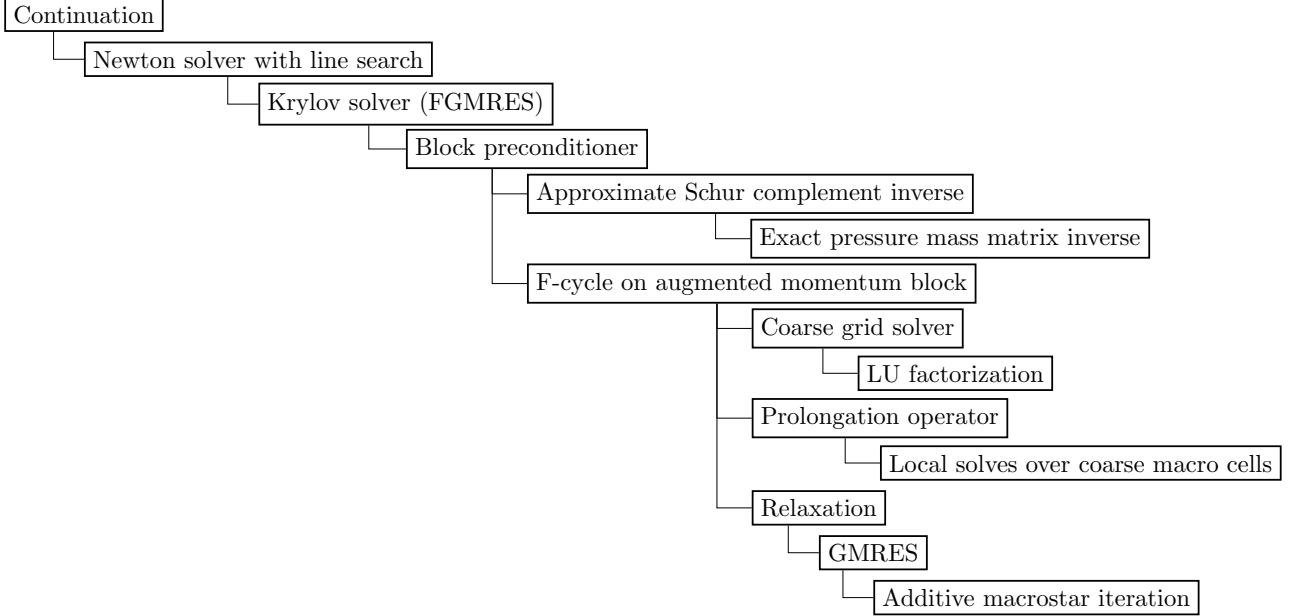 Continuation
Newton solver with line search
Krylov solver (FGMRES)
Block preconditioner
Approximate Schur complement inverse
Exact pressure mass matrix inverse
F-cycle on augmented momentum block
Coarse grid solver
LU factorization
Prolongation operator
Local solves over coarse macro cells
Relaxation
GMRES
Additive macrostar iteration